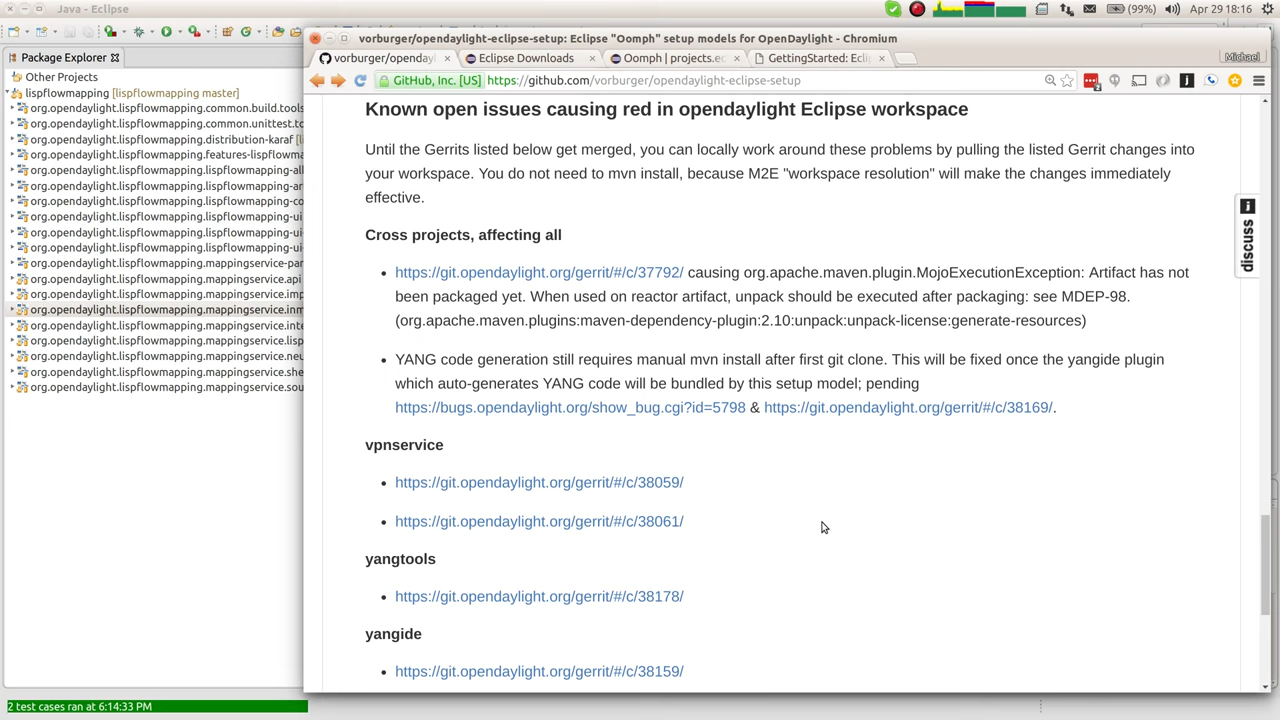 Java - Eclipse
(99%)
Apr 29 18:16
Package Explorer
Other Projects
lispflowmapping [lispflowmapping master]
org.opendaylight.lispflowmapping.common.build.tools
org.opendaylight.lispflowmapping.common.unittest.to
org.opendaylight.lispflowmapping.distribution-karaf [l
org.opendaylight.lispflowmapping.features-lispflowma
org.opendaylight.lispflowmapping.lispflowmapping-all
org.opendaylight.lispflowmapping.lispflowmapping-ar
org.opendaylight.lispflowmapping.lispflowmapping-co
org.opendaylight.lispflowmapping.lispflowmapping-ui
org.opendaylight.lispflowmapping.lispflowmapping-ui
org.opendaylight.lispflowmapping.lispflowmapping-ui
org.opendaylight.lispflowmapping.mappingservice-par
org.opendaylight.lispflowmapping.mappingservice.api
org.opendaylight.lispflowmapping.mappingservice.imp
org.opendaylight.lispflowmapping.mappingservice.inm
org.opendaylight.lispflowmapping.mappingservice.inte
org.opendaylight.lispflowmapping.mappingservice.lisp
org.opendaylight.lispflowmapping.mappingservice.neu
org.opendaylight.lispflowmapping.mappingservice.she
org.opendaylight.lispflowmapping.mappingservice.sou
2 test cases ran at 6:14:33 PM
vorburger/opendaylight-eclipse-setup: Eclipse "Oomph" setup models for OpenDaylight - Chromium
vorburger/openday
Eclipse Downloads
Oomph | projects.ec
GettingStarted: Ecli
Michael
GitHub, Inc. [US] https://github.com/vorburger/opendaylight-eclipse-setup
Known open issues causing red in opendaylight Eclipse workspace
Until the Gerrits listed below get merged, you can locally work around these problems by pulling the listed Gerrit changes into
your workspace. You do not need to mvn install, because M2E "workspace resolution" will make the changes immediately
effective.
Cross projects, affecting all
https://git.opendaylight.org/gerrit/#/c/37792/ causing org.apache.maven.plugin.MojoExecutionException: Artifact has not
been packaged yet. When used on reactor artifact, unpack should be executed after packaging: see MDEP-98.
(org.apache.maven.plugins:maven-dependency-plugin:2.10:unpack:unpack-license:generate-resources)
YANG code generation still requires manual mvn install after first git clone. This will be fixed once the yangide plugin
which auto-generates YANG code will be bundled by this setup model; pending
https://bugs.opendaylight.org/show_bug.cgi?id=5798 & https://git.opendaylight.org/gerrit/#/c/38169/.
vpnservice
https://git.opendaylight.org/gerrit/#/c/38059/
https://git.opendaylight.org/gerrit/#/c/38061/
yangtools
https://git.opendaylight.org/gerrit/#/c/38178/
yangide
https://git.opendaylight.org/gerrit/#/c/38159/
discuss